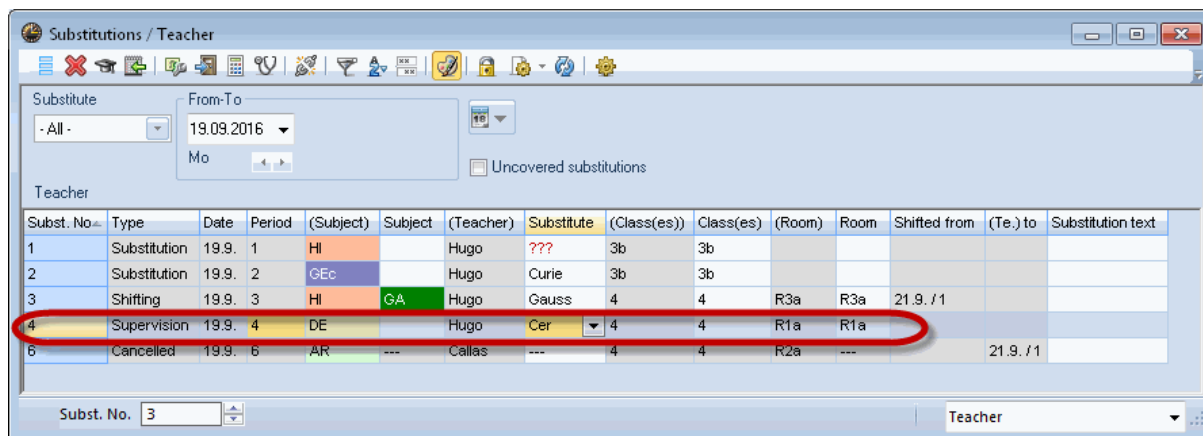 Substitutions / Teacher
Substitute From-To
- All - 19.09.2016
Mo
Uncovered substitutions
Teacher
Subst. No. Type Date Period (Subject) Subject (Teacher) Substitute (Class(es)) Class(es) (Room) Room Shifted from (Te.) to Substitution text
1 Substitution 19.9. 1 HI Hugo ??? 3b 3b
2 Substitution 19.9. 2 GEc Hugo Curie 3b 3b
3 Shifting 19.9. 3 HI GA Hugo Gauss 4 4 R3a R3a 21.9. / 1
4 Supervision 19.9. 4 DE Hugo Cer 4 4 R1a R1a
6 Cancelled 19.9. 6 AR --- Callas --- 4 4 R2a --- 21.9. / 1
Subst. No. 3 Teacher